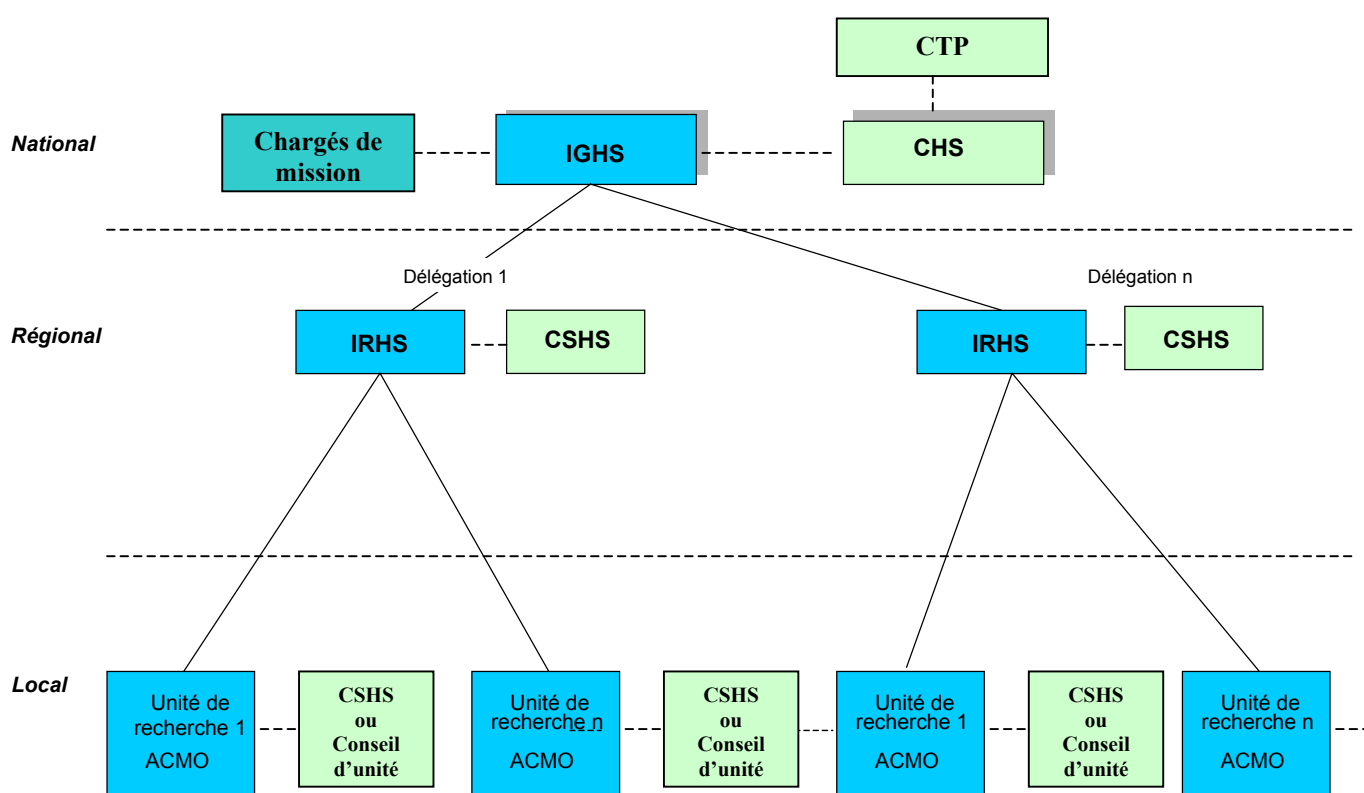 CTP
National
Chargés de
mission
IGHS
CHS
Délégation 1
Délégation n
Régional
IRHS
CSHS
IRHS
CSHS
Local
Unité de
recherche 1
ACMO
CSHS
ou
Conseil
d’unité
Unité de
recherche n
ACMO
CSHS
ou
Conseil
d’unité
Unité de
recherche 1
ACMO
CSHS
ou
Conseil
d’unité
Unité de
recherche n
ACMO